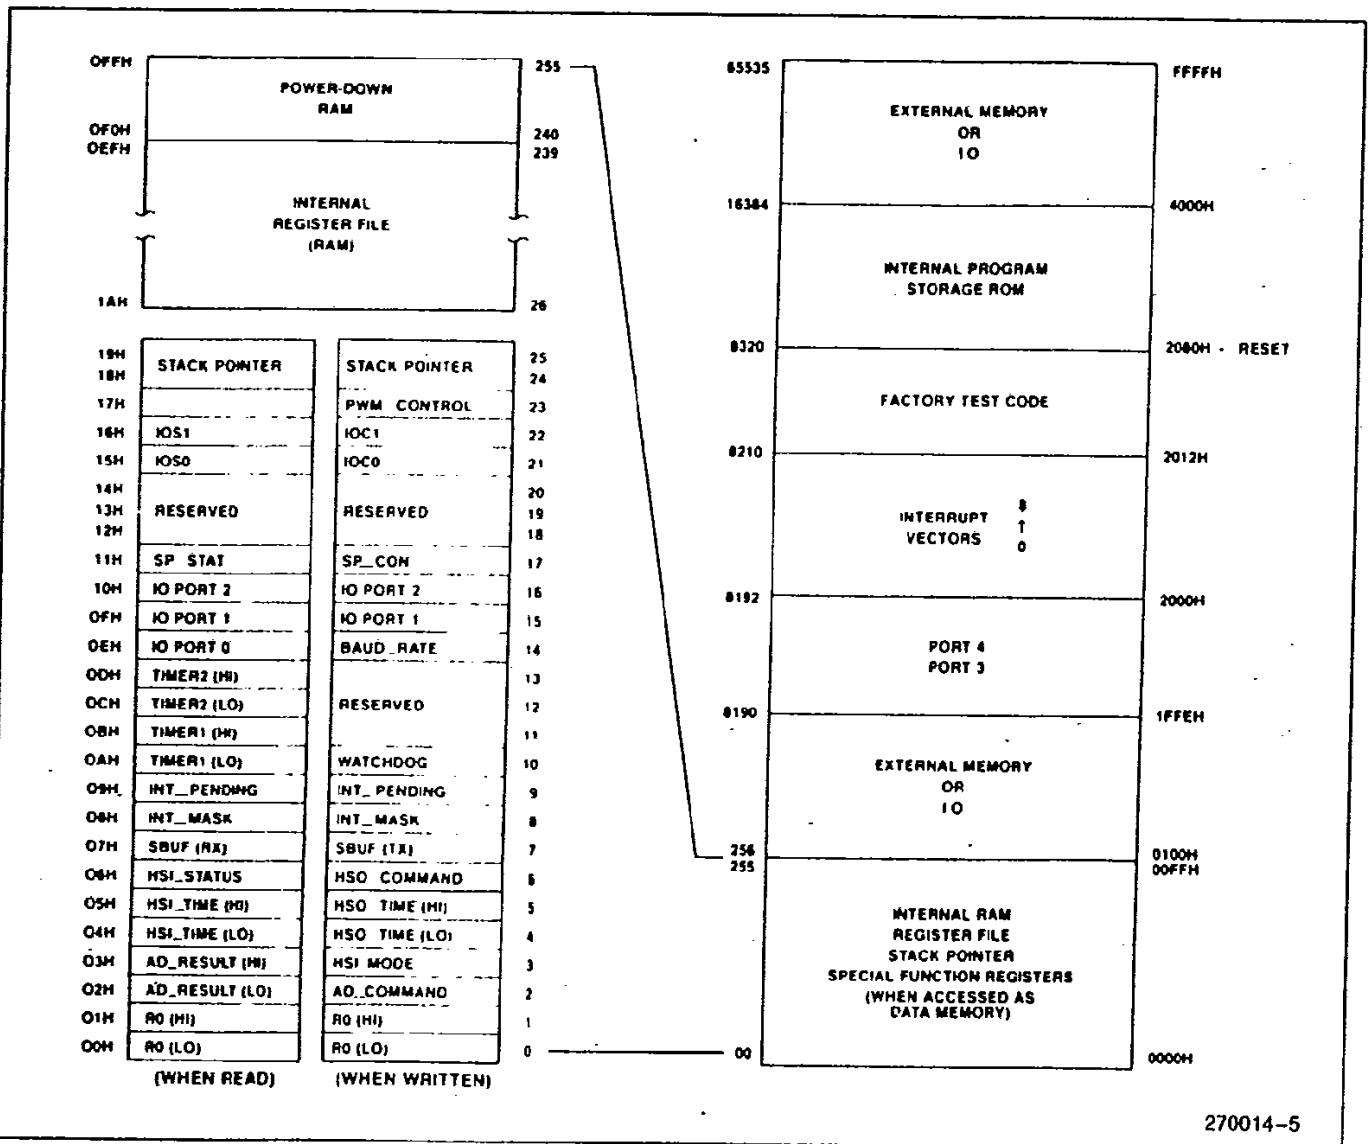 OFFH 255
POWER-DOWN
RAM
OF0H 240
OEFH 239
INTERNAL
REGISTER FILE
(RAM)
1AH 26
19H STACK POINTER STACK POINTER 25
18H 24
17H PWM CONTROL 23
16H IOS1 IOC1 22
15H IOS0 IOC0 21
14H 20
13H RESERVED RESERVED 19
12H 18
11H SP STAT SP_CON 17
10H IO PORT 2 IO PORT 2 16
0FH IO PORT 1 IO PORT 1 15
0EH IO PORT 0 BAUD_RATE 14
0DH TIMER2 (HI) 13
0CH TIMER2 (LO) RESERVED 12
0BH TIMER1 (HI) 11
0AH TIMER1 (LO) WATCHDOG 10
09H INT_PENDING INT_PENDING 9
08H INT_MASK INT_MASK 8
07H SBUF (RX) SBUF (TX) 7
06H HSI_STATUS HSO COMMAND 6
05H HSI_TIME (HI) HSO TIME (HI) 5
04H HSI_TIME (LO) HSO TIME (LO) 4
03H AD_RESULT (HI) HSI MODE 3
02H AD_RESULT (LO) AD_COMMAND 2
01H R0 (HI) R0 (HI) 1
00H R0 (LO) R0 (LO) 0
(WHEN READ) (WHEN WRITTEN)
65535 FFFFH
EXTERNAL MEMORY
OR
I O
16384 4000H
INTERNAL PROGRAM
STORAGE ROM
8320 2080H - RESET
FACTORY TEST CODE
8210 2012H
INTERRUPT 8
VECTORS ↑
0
8192 2000H
PORT 4
PORT 3
8190 1FFEH
EXTERNAL MEMORY
OR
I O
256 0100H
255 00FFH
INTERNAL RAM
REGISTER FILE
STACK POINTER
SPECIAL FUNCTION REGISTERS
(WHEN ACCESSED AS
DATA MEMORY)
00 0000H
270014-5